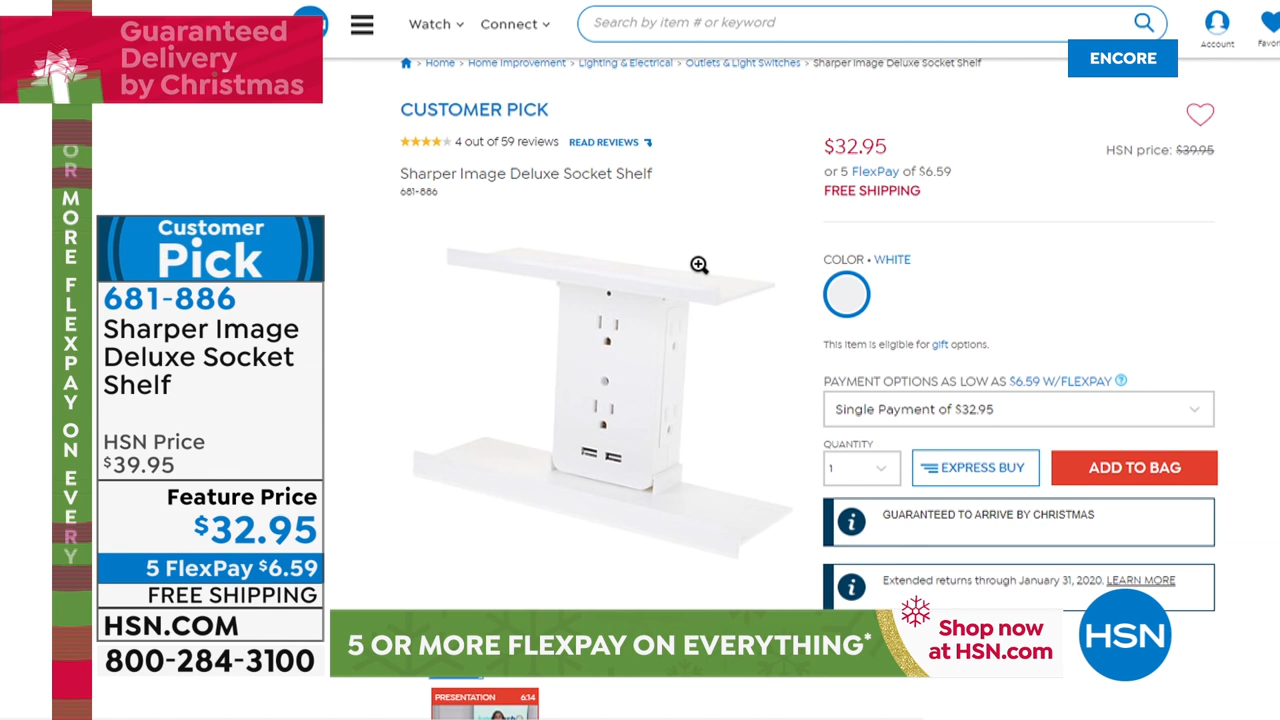 Guaranteed
Delivery
by Christmas
Watch
Connect
Search by item # or keyword
Account
ENCORE
> Home > Home Improvement > Lighting & Electrical > Outlets & Light Switches > Sharper Image Deluxe Socket Shelf
CUSTOMER PICK
4 out of 59 reviews READ REVIEWS
Sharper Image Deluxe Socket Shelf
681-886
$32.95
HSN price: $39.95
or 5 FlexPay of $6.59
FREE SHIPPING
COLOR • WHITE
This item is eligible for gift options.
PAYMENT OPTIONS AS LOW AS $6.59 W/FLEXPAY ?
Single Payment of $32.95
QUANTITY
1
EXPRESS BUY
ADD TO BAG
i
GUARANTEED TO ARRIVE BY CHRISTMAS
i
Extended returns through January 31, 2020. LEARN MORE
OR MORE FLEXPAY ON EVERY
Customer
Pick
681-886
Sharper Image
Deluxe Socket
Shelf
HSN Price
$39.95
Feature Price
$32.95
5 FlexPay $6.59
FREE SHIPPING
HSN.COM
800-284-3100
5 OR MORE FLEXPAY ON EVERYTHING*
Shop now
at HSN.com
HSN
PRESENTATION 6:14